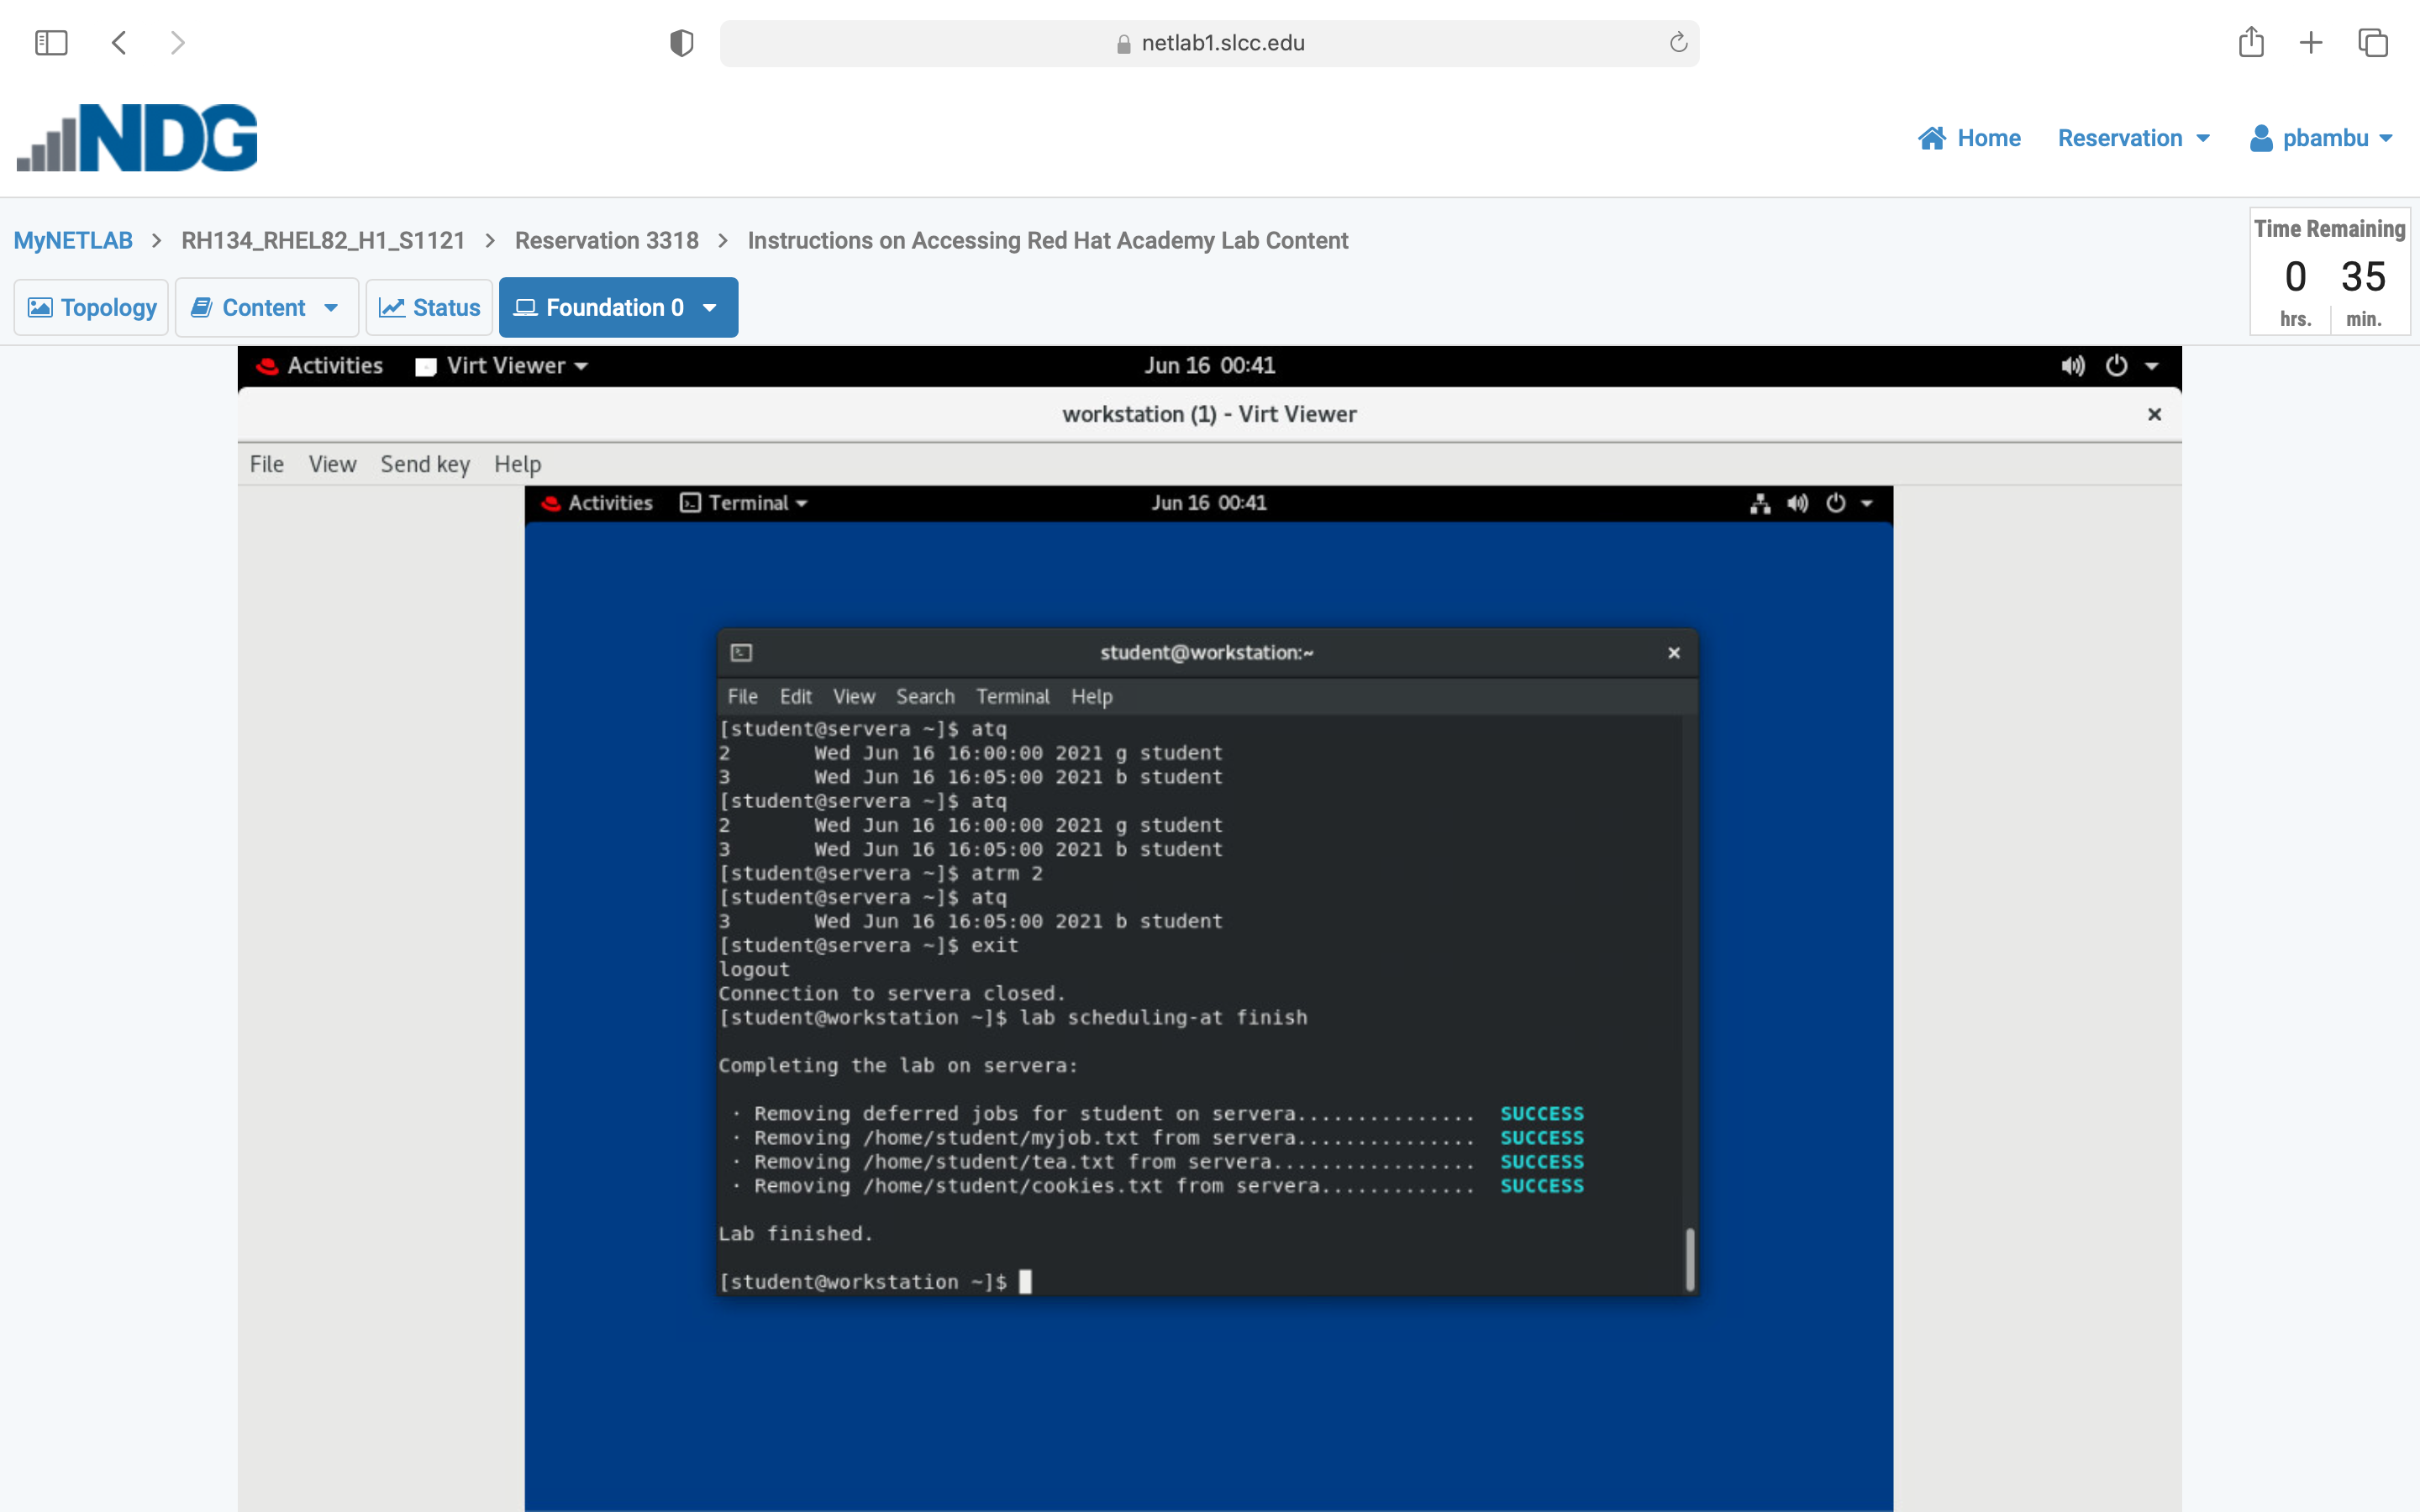 netlab1.slcc.edu
NDG
Home Reservation pbambu
MyNETLAB > RH134_RHEL82_H1_S1121 > Reservation 3318 > Instructions on Accessing Red Hat Academy Lab Content
Time Remaining
0 35
hrs. min.
Topology Content Status Foundation 0
Activities Virt Viewer Jun 16 00:41
workstation (1) - Virt Viewer ×
File View Send key Help
Activities Terminal Jun 16 00:41
student@workstation:~ ×
File Edit View Search Terminal Help
[student@servera ~]$ atq
2 Wed Jun 16 16:00:00 2021 g student
3 Wed Jun 16 16:05:00 2021 b student
[student@servera ~]$ atq
2 Wed Jun 16 16:00:00 2021 g student
3 Wed Jun 16 16:05:00 2021 b student
[student@servera ~]$ atrm 2
[student@servera ~]$ atq
3 Wed Jun 16 16:05:00 2021 b student
[student@servera ~]$ exit
logout
Connection to servera closed.
[student@workstation ~]$ lab scheduling-at finish
Completing the lab on servera:
· Removing deferred jobs for student on servera............... SUCCESS
· Removing /home/student/myjob.txt from servera............... SUCCESS
· Removing /home/student/tea.txt from servera................. SUCCESS
· Removing /home/student/cookies.txt from servera............. SUCCESS
Lab finished.
[student@workstation ~]$